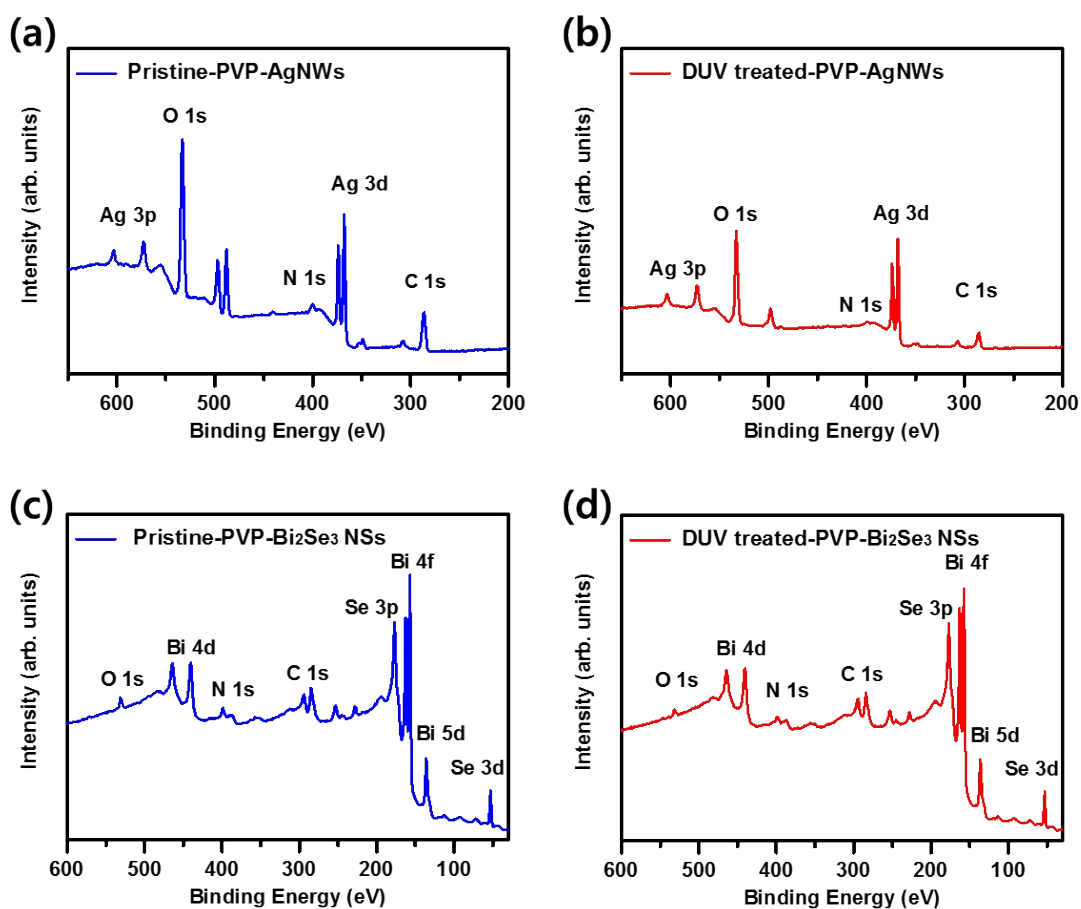 (a)
Pristine-PVP-AgNWs
O 1s
Ag 3d
Ag 3p
N 1s
C 1s
Intensity (arb. units)
600 500 400 300 200
Binding Energy (eV)
(b)
DUV treated-PVP-AgNWs
O 1s
Ag 3d
Ag 3p
N 1s
C 1s
Intensity (arb. units)
600 500 400 300 200
Binding Energy (eV)
(c)
Pristine-PVP-Bi₂Se₃ NSs
Bi 4f
Se 3p
Bi 4d
O 1s
N 1s
C 1s
Bi 5d
Se 3d
Intensity (arb. units)
600 500 400 300 200 100
Binding Energy (eV)
(d)
DUV treated-PVP-Bi₂Se₃ NSs
Bi 4f
Se 3p
Bi 4d
O 1s
N 1s
C 1s
Bi 5d
Se 3d
Intensity (arb. units)
600 500 400 300 200 100
Binding Energy (eV)